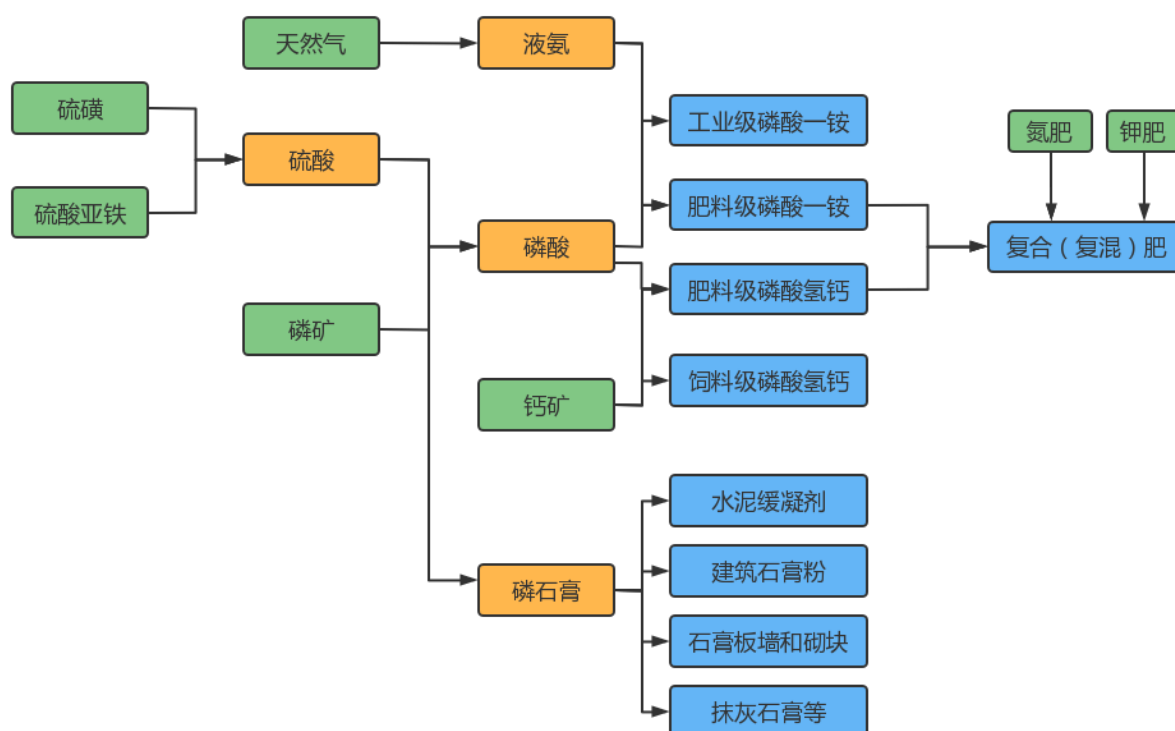 天然气
液氨
硫磺
工业级磷酸一铵
氮肥
钾肥
硫酸
硫酸亚铁
肥料级磷酸一铵
磷酸
复合（复混）肥
肥料级磷酸氢钙
磷矿
饲料级磷酸氢钙
钙矿
水泥缓凝剂
建筑石膏粉
磷石膏
石膏板墙和砌块
抹灰石膏等